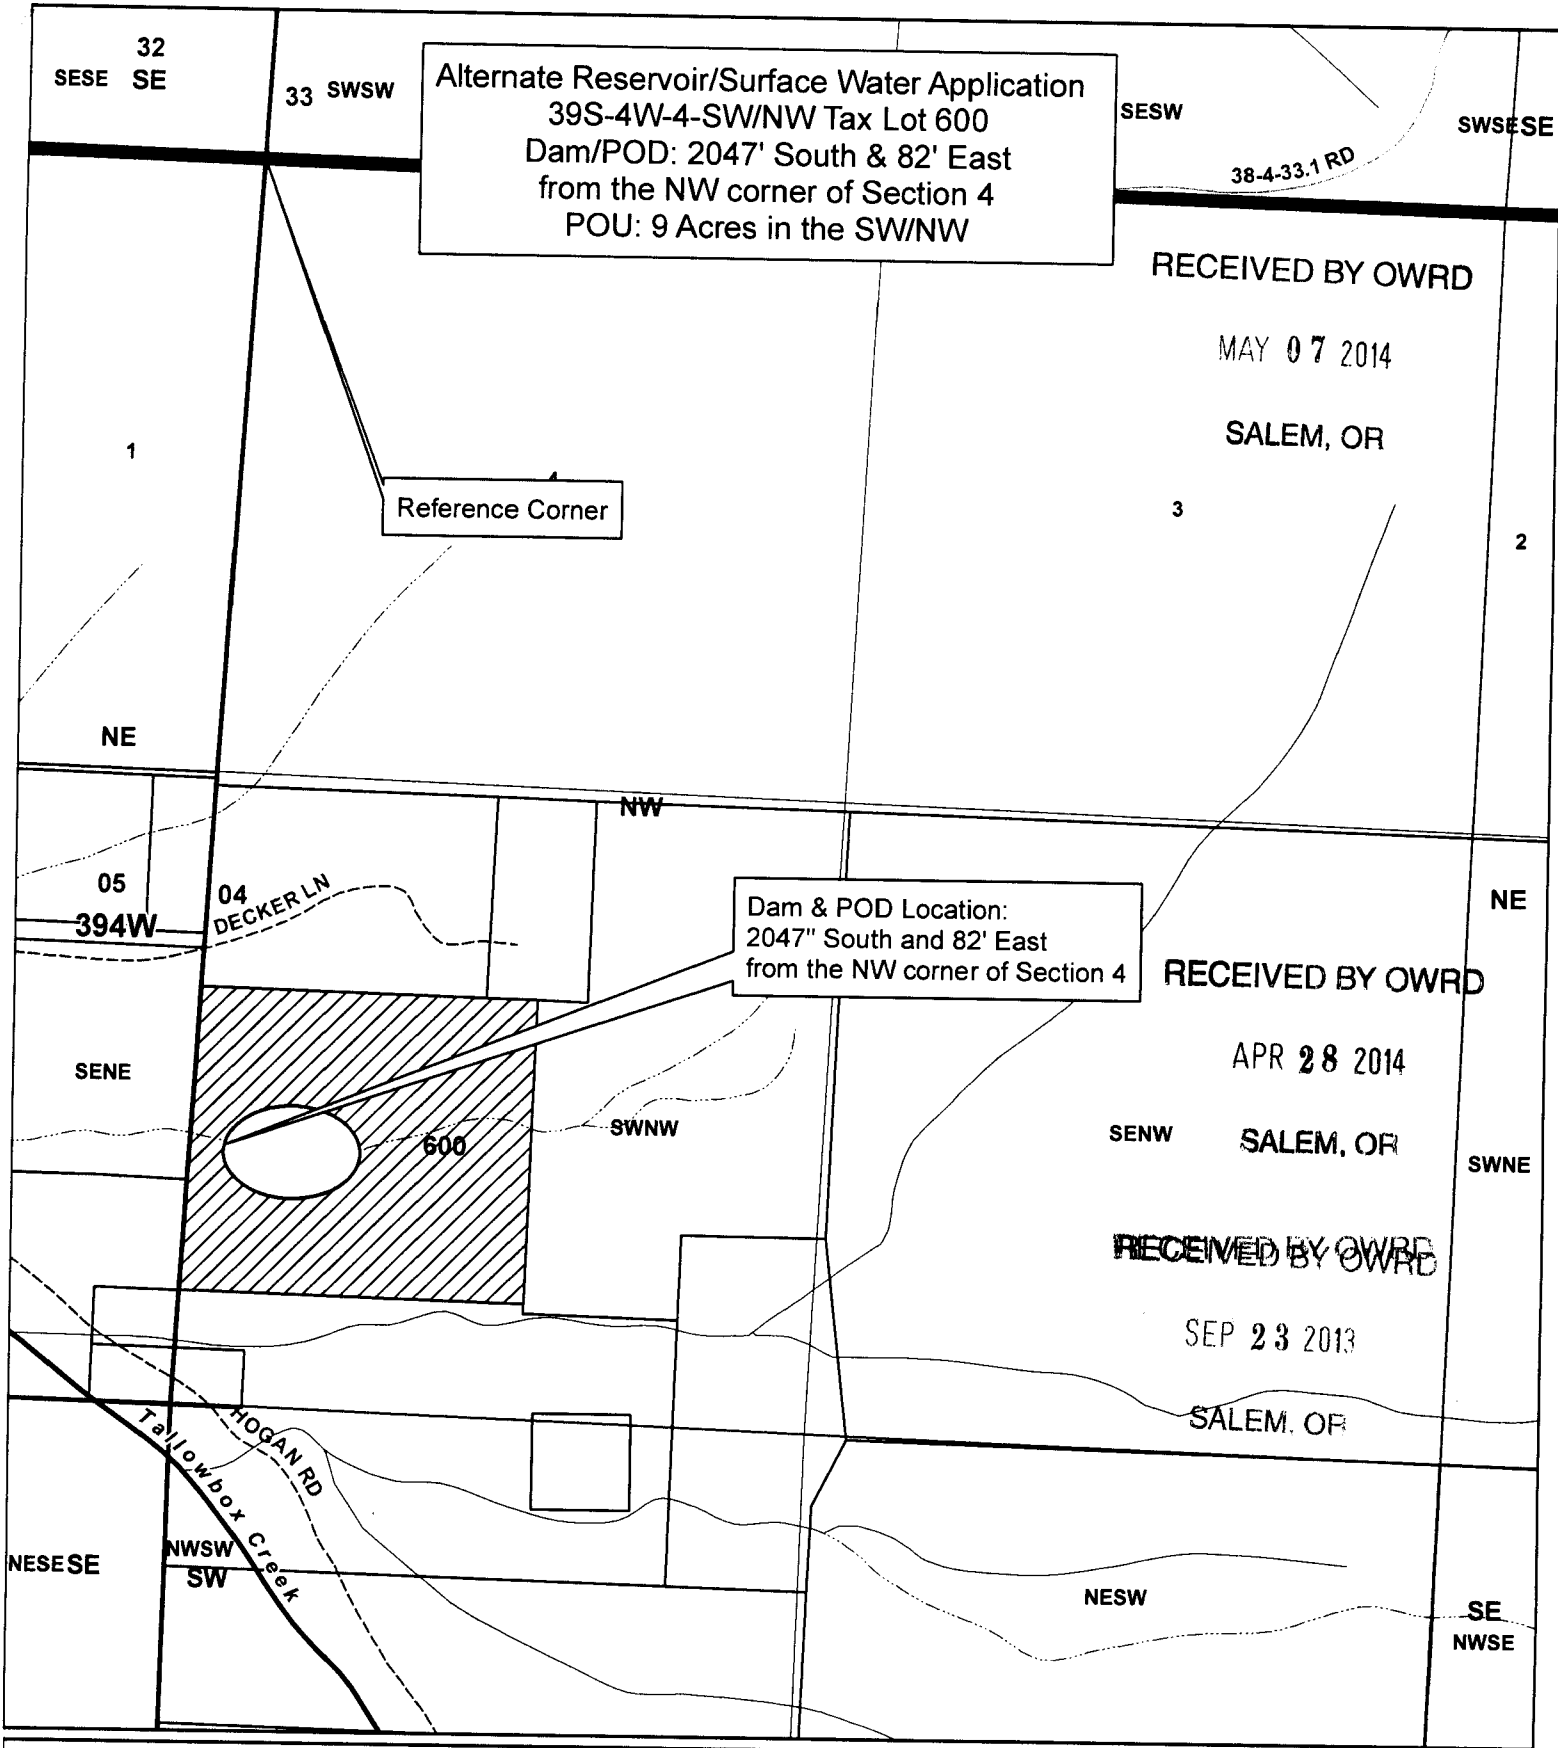 32
SESE SE
33 SWSW
Alternate Reservoir/Surface Water Application
39S-4W-4-SW/NW Tax Lot 600
Dam/POD: 2047' South & 82' East
from the NW corner of Section 4
POU: 9 Acres in the SW/NW
SESW
SWSESE
38-4-33.1 RD
RECEIVED BY OWRD
MAY 07 2014
SALEM, OR
1
4
Reference Corner
3
2
NE
NW
05
04
394W
DECKER LN
Dam & POD Location:
2047" South and 82' East
from the NW corner of Section 4
NE
RECEIVED BY OWRD
APR 28 2014
SALEM, OR
SENE
600
SWNW
SENW
SWNE
RECEIVED BY OWRD
SEP 23 2013
SALEM, OR
HOGAN RD
Tallowbox Creek
NESESE
NWSW
SW
NESW
SE
NWSE